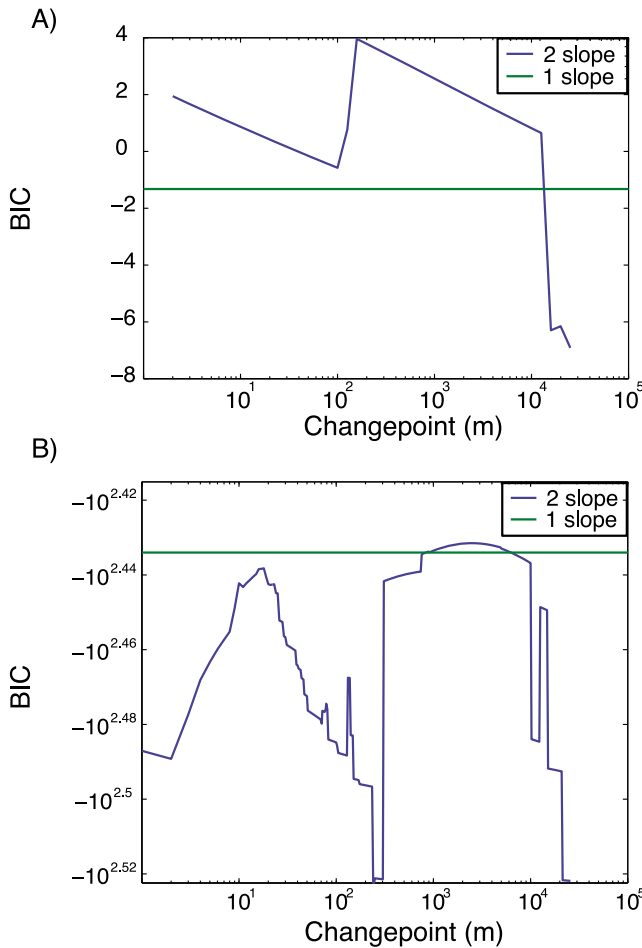 A)
4
2
0
−2
−4
−6
−8
BIC
2 slope
1 slope
10^1
10^2
10^3
10^4
10^5
Changepoint (m)
B)
−10^2.42
−10^2.44
−10^2.46
−10^2.48
−10^2.5
−10^2.52
BIC
2 slope
1 slope
10^1
10^2
10^3
10^4
10^5
Changepoint (m)